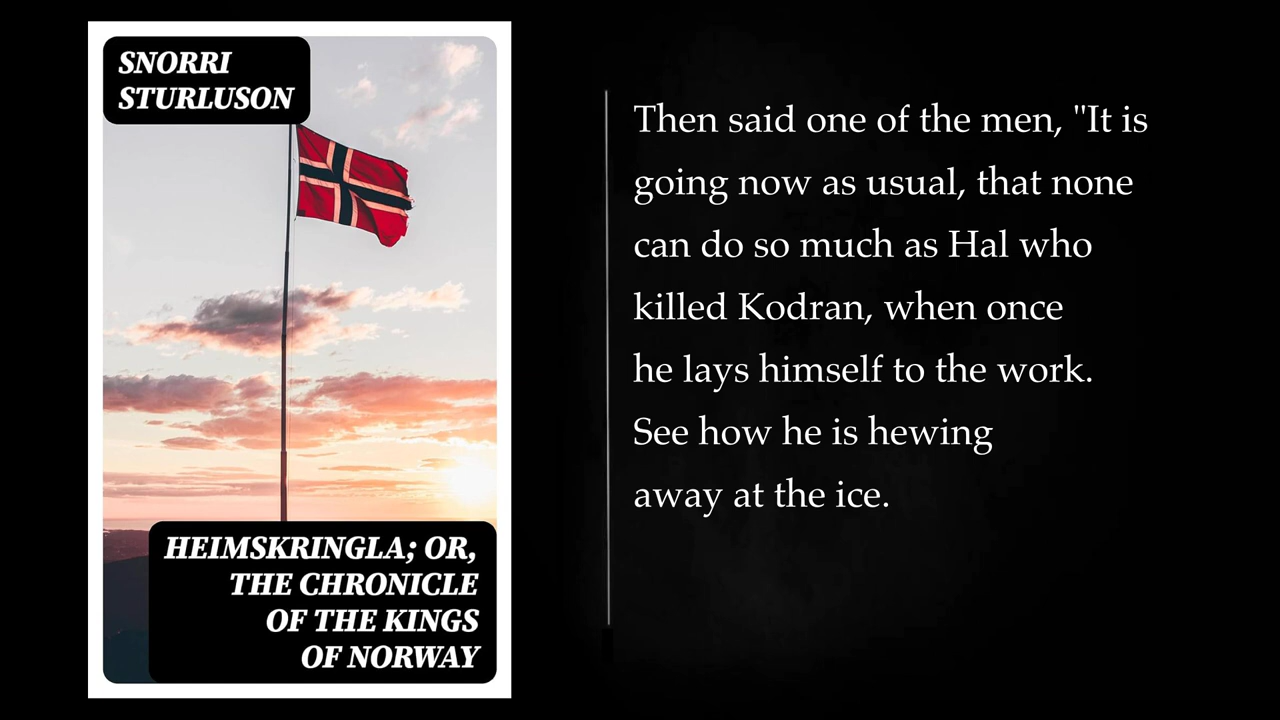 SNORRI
STURLUSON
HEIMSKRINGLA; OR,
THE CHRONICLE
OF THE KINGS
OF NORWAY
Then said one of the men, "It is
going now as usual, that none
can do so much as Hal who
killed Kodran, when once
he lays himself to the work.
See how he is hewing
away at the ice.